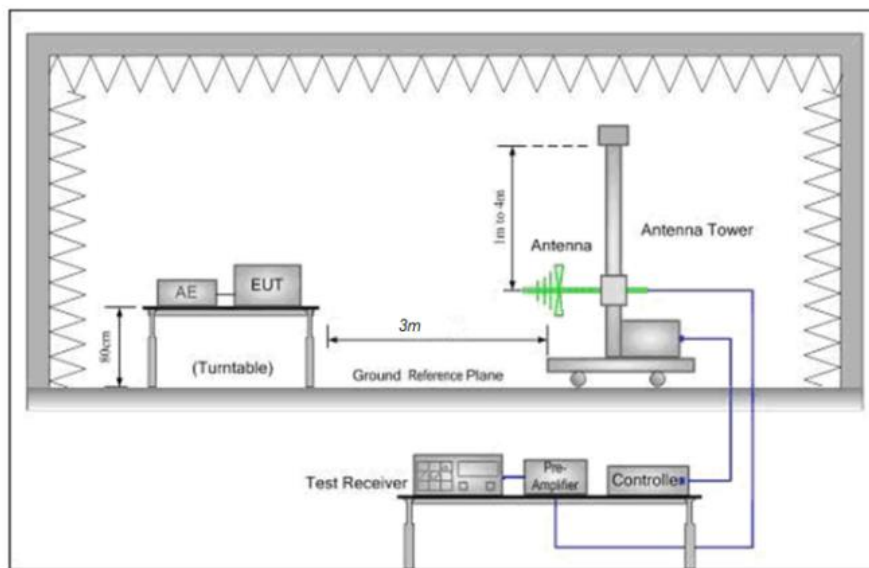 1m to 4m
Antenna
Antenna Tower
AE
EUT
80cm
3m
(Turntable)
Ground Reference Plane
Test Receiver
Pre-
Amplifier
Controller